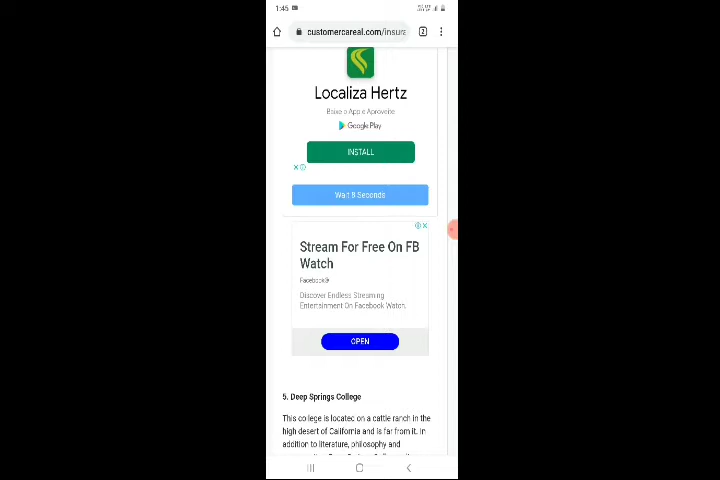 1:45
customercareal.com/insura
2
Localiza Hertz
Baixe o App e Aproveite
Google Play
INSTALL
Wait 8 Seconds
Stream For Free On FB
Watch
Facebook®
Discover Endless Streaming
Entertainment On Facebook Watch.
OPEN
5. Deep Springs College
This college is located on a cattle ranch in the
high desert of California and is far from it. In
addition to literature, philosophy and